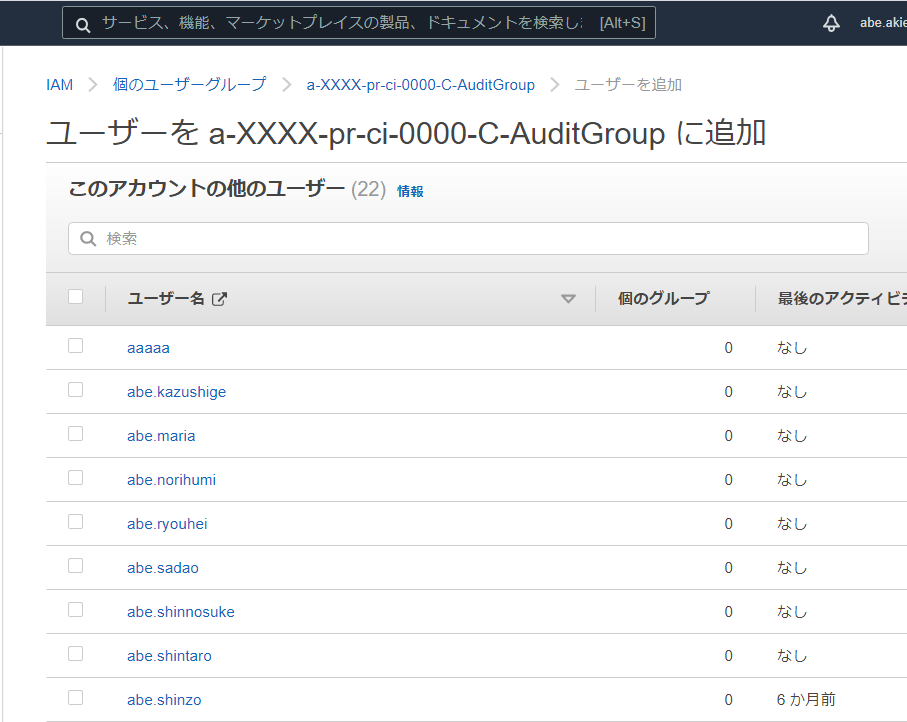 サービス、機能、マーケットプレイスの製品、ドキュメントを検索し [Alt+S] abe.akie
IAM > 個のユーザーグループ > a-XXXX-pr-ci-0000-C-AuditGroup > ユーザーを追加
ユーザーを a-XXXX-pr-ci-0000-C-AuditGroup に追加
このアカウントの他のユーザー (22) 情報
検索
ユーザー名 個のグループ 最後のアクティビテ
aaaaa 0 なし
abe.kazushige 0 なし
abe.maria 0 なし
abe.norihumi 0 なし
abe.ryouhei 0 なし
abe.sadao 0 なし
abe.shinnosuke 0 なし
abe.shintaro 0 なし
abe.shinzo 0 6 か月前